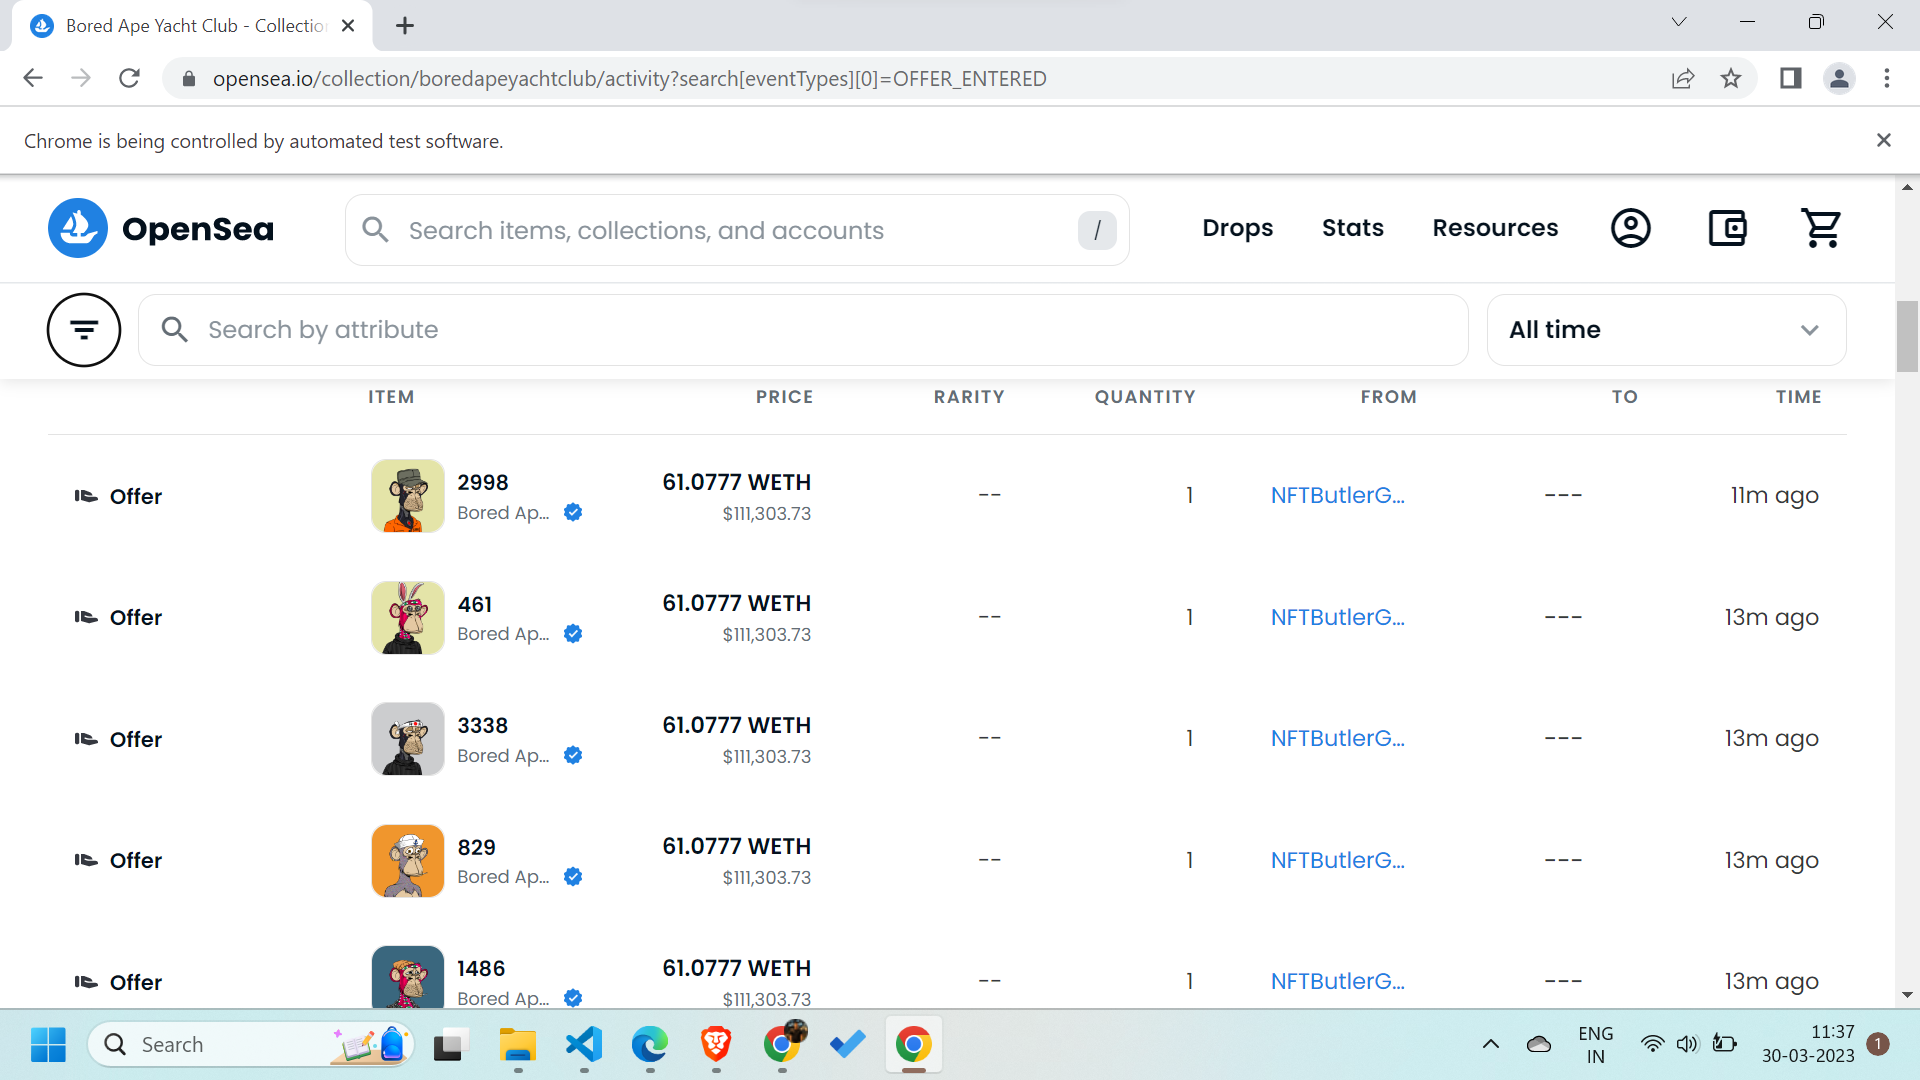 Bored Ape Yacht Club - Collectio
opensea.io/collection/boredapeyachtclub/activity?search[eventTypes][0]=OFFER_ENTERED
Chrome is being controlled by automated test software.
OpenSea
Search items, collections, and accounts
/
Drops
Stats
Resources
Search by attribute
All time
ITEM PRICE RARITY QUANTITY FROM TO TIME
Offer 2998 61.0777 WETH -- 1 NFTButlerG... --- 11m ago
Bored Ap... $111,303.73
Offer 461 61.0777 WETH -- 1 NFTButlerG... --- 13m ago
Bored Ap... $111,303.73
Offer 3338 61.0777 WETH -- 1 NFTButlerG... --- 13m ago
Bored Ap... $111,303.73
Offer 829 61.0777 WETH -- 1 NFTButlerG... --- 13m ago
Bored Ap... $111,303.73
Offer 1486 61.0777 WETH -- 1 NFTButlerG... --- 13m ago
Bored Ap... $111,303.73
Search
ENG
IN
11:37
30-03-2023
1